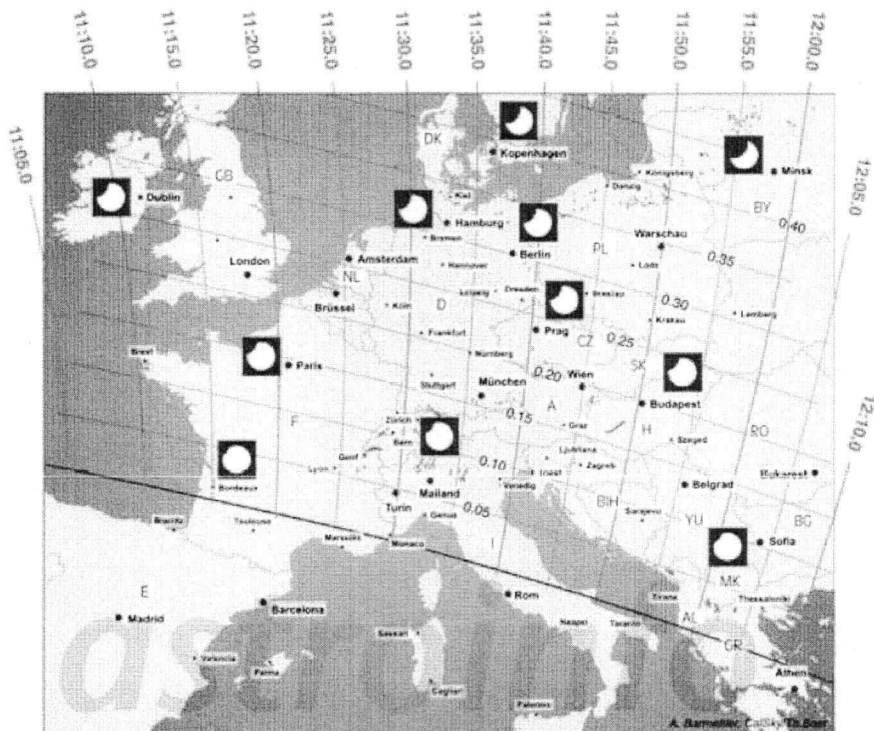 11:10.0
11:15.0
11:20.0
11:25.0
11:30.0
11:35.0
11:40.0
11:45.0
11:50.0
11:55.0
12:00.0
11:05.0
12:05.0
12:10.0
DK
Kopenhagen
Königsberg
Minsk
GB
Dublin
Kiel
Danzig
BY
Hamburg
Bremen
0.40
London
Amsterdam
Hannover
Berlin
PL
Warschau
Lodz
0.35
NL
Brüssel
Köln
D
Leipzig
Dresden
Breslau
0.30
Lemberg
Krakau
Frankfurt
Prag
CZ
0.25
Brest
Paris
Nürnberg
SK
0.20
Stuttgart
München
Wien
Budapest
0.15
A
F
Zürich
Bern
Graz
H
Szeged
RO
Genf
Lyon
0.10
Ljubljana
Zagreb
Triest
Bukarest
Bordeaux
Mailand
Venedig
Belgrad
Turin
Genua
0.05
BIH
Sarajevo
YU
BG
Biarritz
Toulouse
Marseille
Monaco
I
Sofia
MK
E
Madrid
Barcelona
Rom
Tirana
Thessaloniki
AL
Neapel
Tarent
Sassari
GR
Valencia
Palma
Cagliari
Athen
Palermo
A. Barmettler, CalSky/Th.Baer